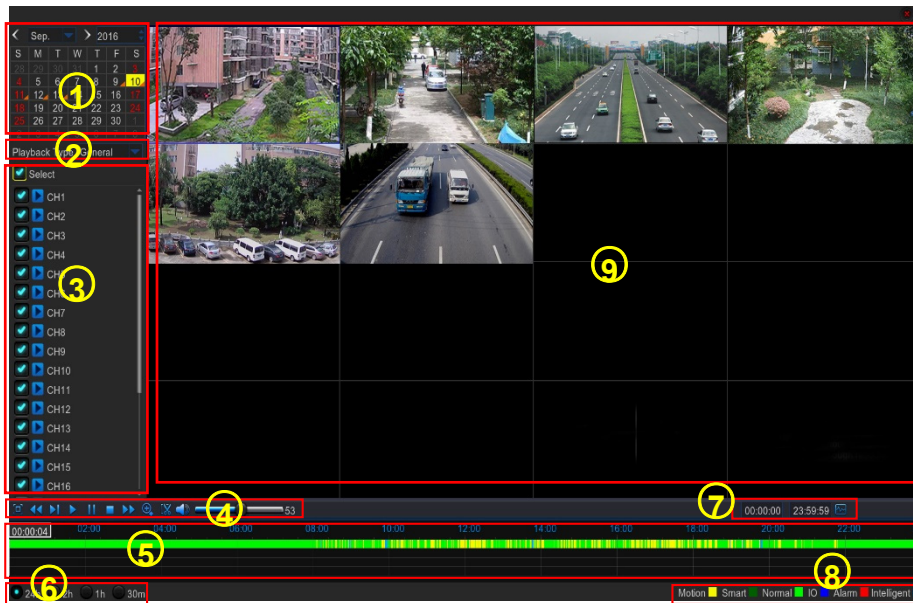 Sep. 2016
S M T W T F S
28 29 30 31 1 2 3
4 5 6 7 8 9 10
11 12 15 16 17
18 19 20 21 22 23 24
25 26 27 28 29 30 1
1
Playback Type General
2
Select
CH1
CH2
CH3
CH4
CH7
CH8
CH9
CH10
CH11
CH12
CH13
CH14
CH15
CH16
3
9
4
53
7
00:00:00 23:59:59
00:00:04 02:00 04:00 06:00 08:00 10:00 12:00 14:00 16:00 18:00 20:00 22:00
5
6
24h 2h 1h 30m
8
Motion Smart Normal IO Alarm Intelligent